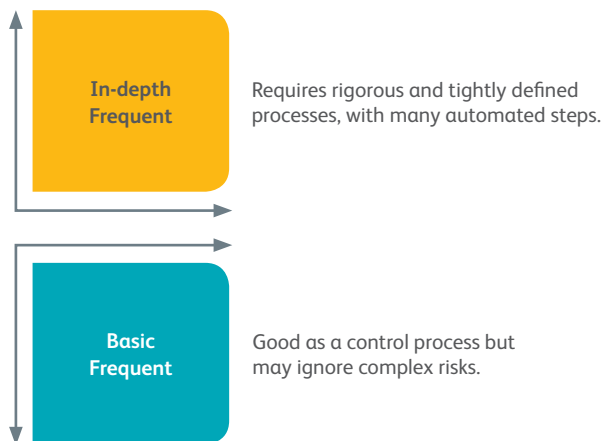 In-depth
Frequent
Requires rigorous and tightly defined
processes, with many automated steps.
Basic
Frequent
Good as a control process but
may ignore complex risks.